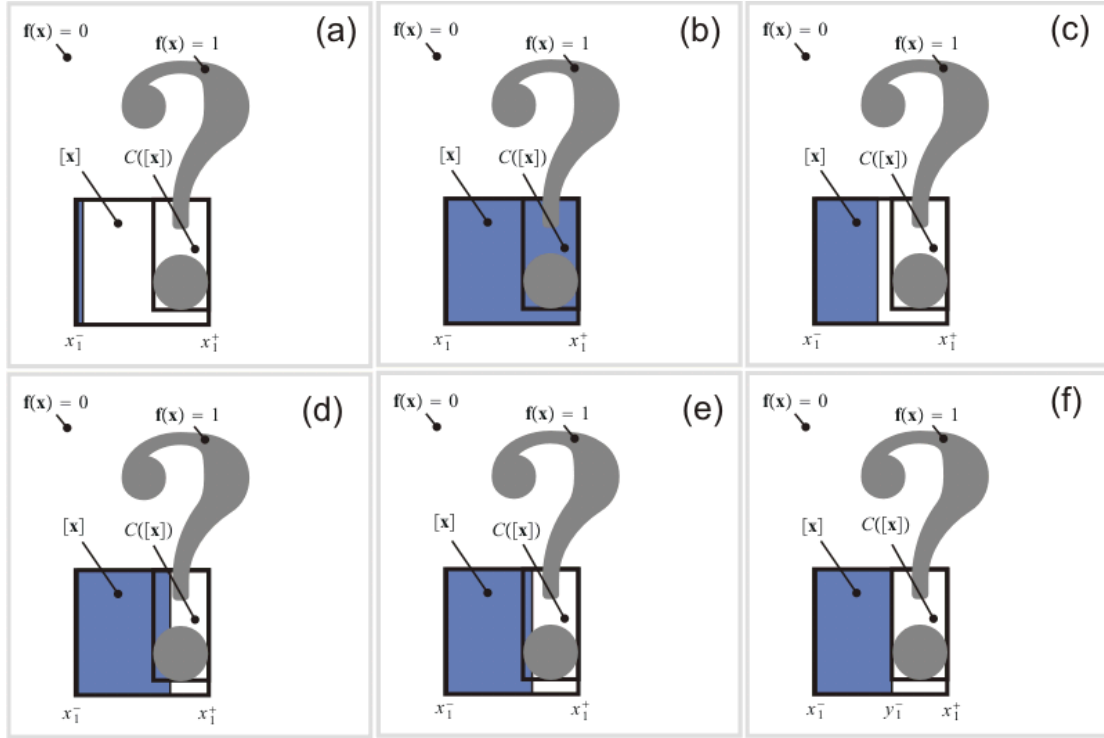 f(x) = 0
f(x) = 1
(a)
[x]
C([x])
x₁⁻
x₁⁺
f(x) = 0
f(x) = 1
(b)
[x]
C([x])
x₁⁻
x₁⁺
f(x) = 0
f(x) = 1
(c)
[x]
C([x])
x₁⁻
x₁⁺
f(x) = 0
f(x) = 1
(d)
[x]
C([x])
x₁⁻
x₁⁺
f(x) = 0
f(x) = 1
(e)
[x]
C([x])
x₁⁻
x₁⁺
f(x) = 0
f(x) = 1
(f)
[x]
C([x])
x₁⁻
y₁⁻
x₁⁺